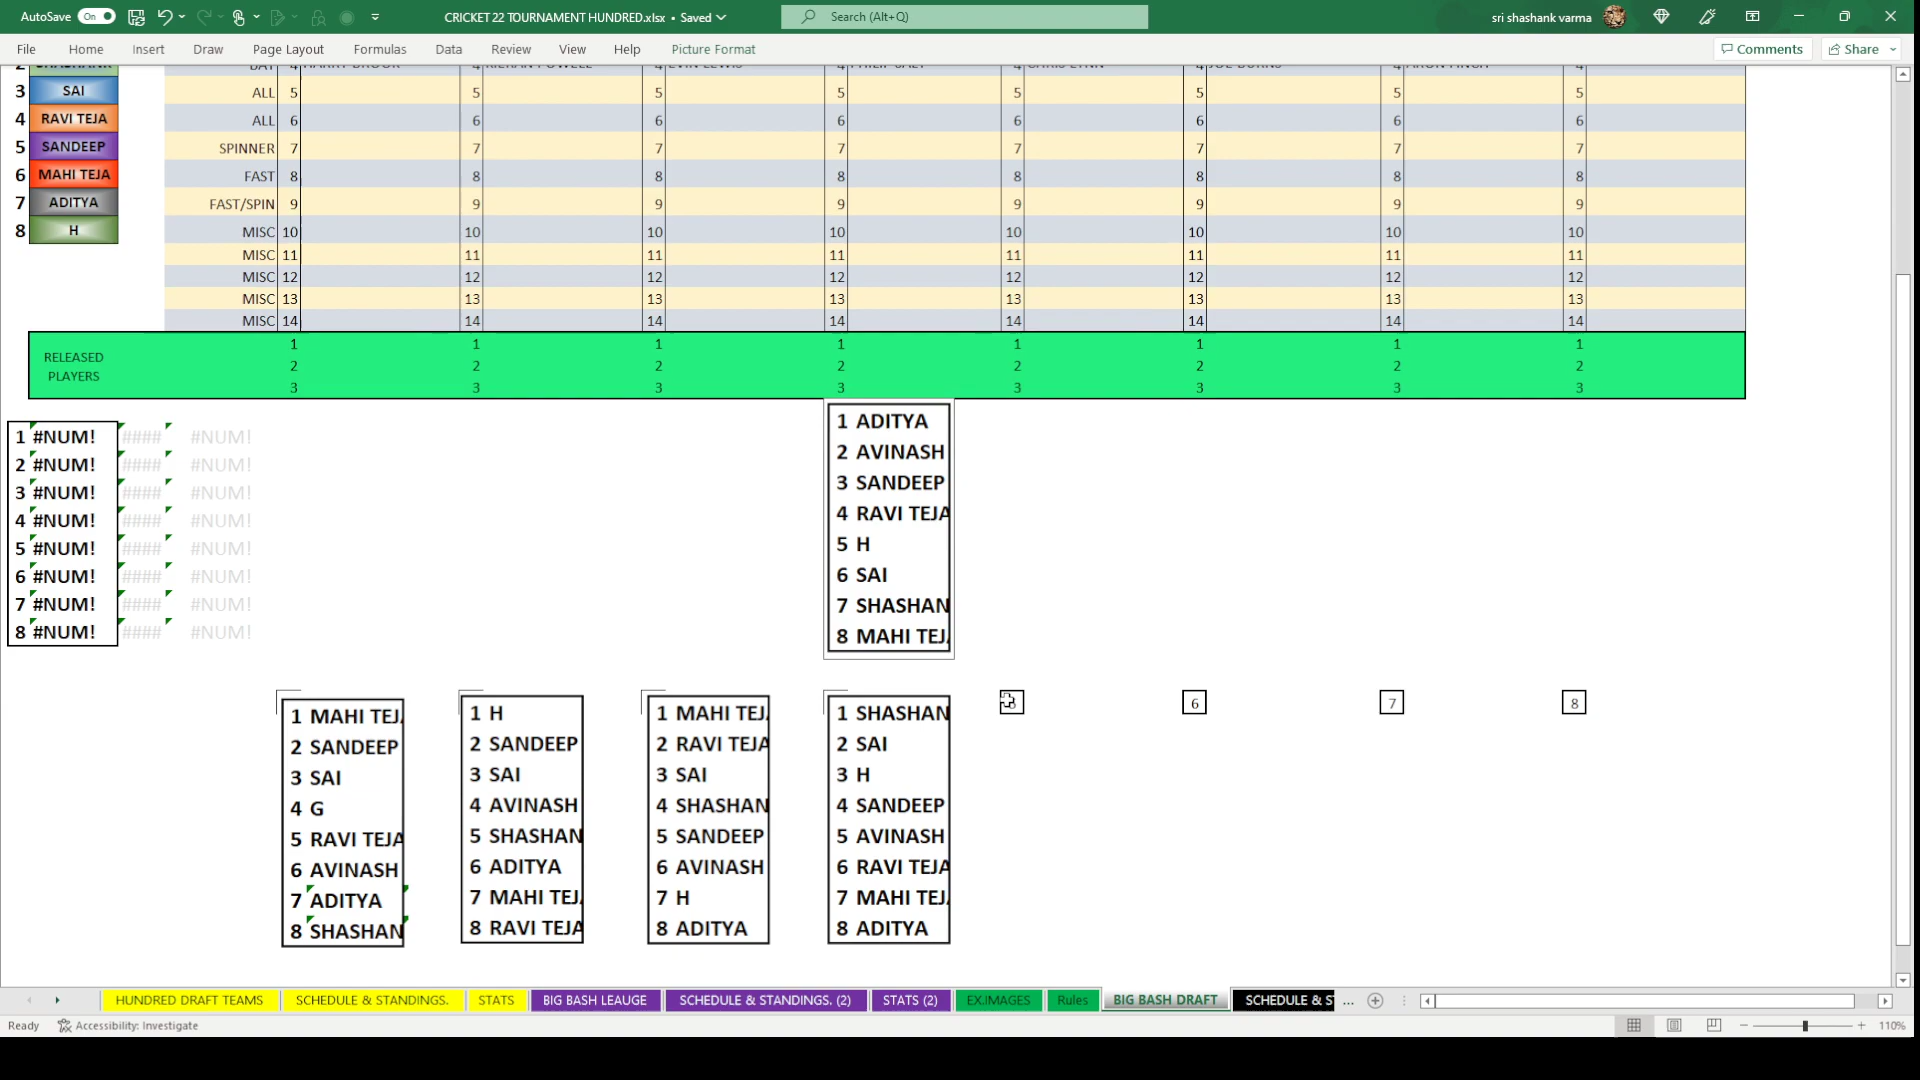 AutoSave On CRICKET 22 TOURNAMENT HUNDRED.xlsx • Saved Search (Alt+Q) sri shashank varma
File Home Insert Draw Page Layout Formulas Data Review View Help Picture Format Comments Share
3 SAI ALL 5 5 5 5 5 5 5 5
4 RAVI TEJA ALL 6 6 6 6 6 6 6 6
5 SANDEEP SPINNER 7 7 7 7 7 7 7 7
6 MAHI TEJA FAST 8 8 8 8 8 8 8 8
7 ADITYA FAST/SPIN 9 9 9 9 9 9 9 9
8 H MISC 10 10 10 10 10 10 10 10
MISC 11 11 11 11 11 11 11 11
MISC 12 12 12 12 12 12 12 12
MISC 13 13 13 13 13 13 13 13
MISC 14 14 14 14 14 14 14 14
RELEASED
PLAYERS
1 1 1 1 1 1 1 1
2 2 2 2 2 2 2 2
3 3 3 3 3 3 3 3
1 #NUM! #### #NUM!
2 #NUM! #### #NUM!
3 #NUM! #### #NUM!
4 #NUM! #### #NUM!
5 #NUM! #### #NUM!
6 #NUM! #### #NUM!
7 #NUM! #### #NUM!
8 #NUM! #### #NUM!
1 ADITYA
2 AVINASH
3 SANDEEP
4 RAVI TEJA
5 H
6 SAI
7 SHASHAN
8 MAHI TEJ
1 MAHI TEJ
2 SANDEEP
3 SAI
4 G
5 RAVI TEJA
6 AVINASH
7 ADITYA
8 SHASHAN
1 H
2 SANDEEP
3 SAI
4 AVINASH
5 SHASHAN
6 ADITYA
7 MAHI TEJ
8 RAVI TEJA
1 MAHI TEJ
2 RAVI TEJA
3 SAI
4 SHASHAN
5 SANDEEP
6 AVINASH
7 H
8 ADITYA
1 SHASHAN
2 SAI
3 H
4 SANDEEP
5 AVINASH
6 RAVI TEJA
7 MAHI TEJ
8 ADITYA
6 7 8
HUNDRED DRAFT TEAMS SCHEDULE & STANDINGS. STATS BIG BASH LEAUGE SCHEDULE & STANDINGS. (2) STATS (2) EX.IMAGES Rules BIG BASH DRAFT SCHEDULE & ST ...
Ready Accessibility: Investigate 110%